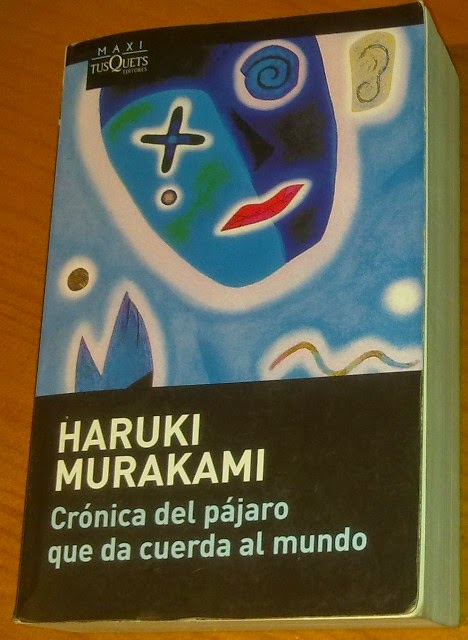 MAXI
TUSQUETS
EDITORES
HARUKI
MURAKAMI
Crónica del pájaro
que da cuerda al mundo